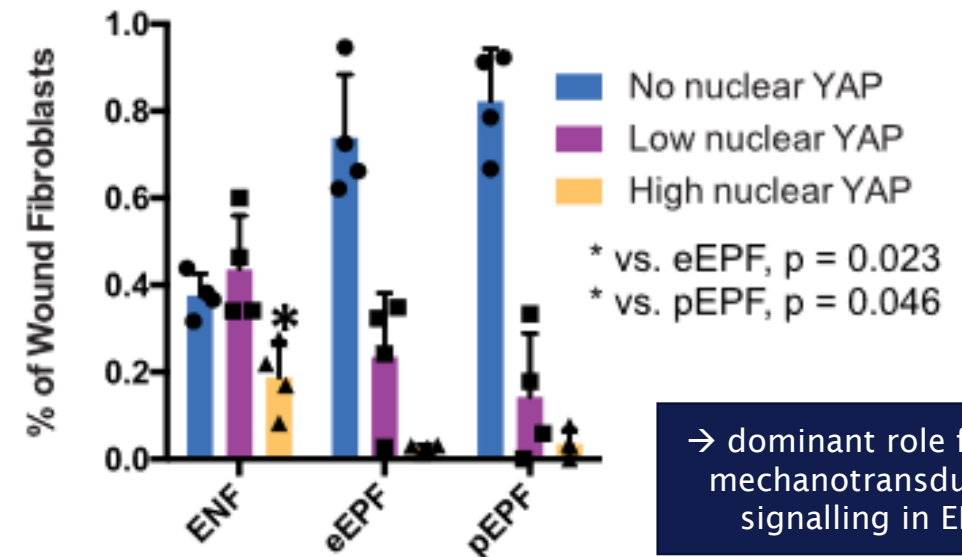 % of Wound Fibroblasts
1.0
0.8
0.6
0.4
0.2
0.0
*
ENF
eEPF
pEPF
No nuclear YAP
Low nuclear YAP
High nuclear YAP
* vs. eEPF, p = 0.023
* vs. pEPF, p = 0.046
→ dominant role
signalling in